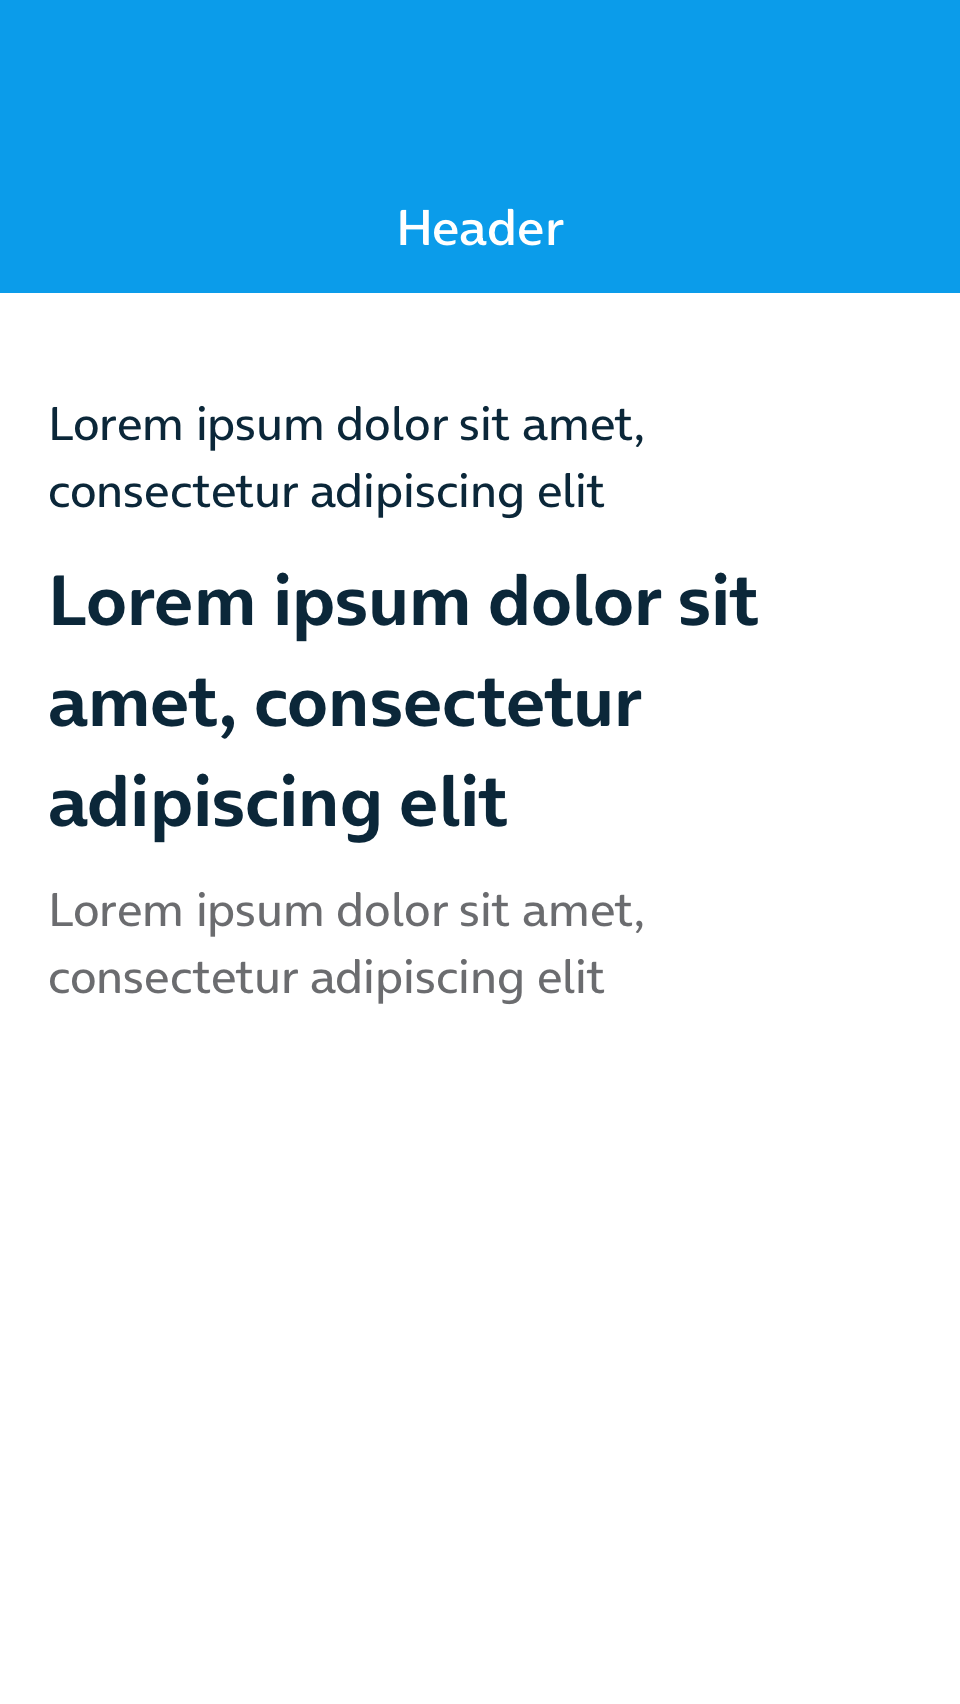 Header
Lorem ipsum dolor sit amet,
consectetur adipiscing elit
Lorem ipsum dolor sit
amet, consectetur
adipiscing elit
Lorem ipsum dolor sit amet,
consectetur adipiscing elit